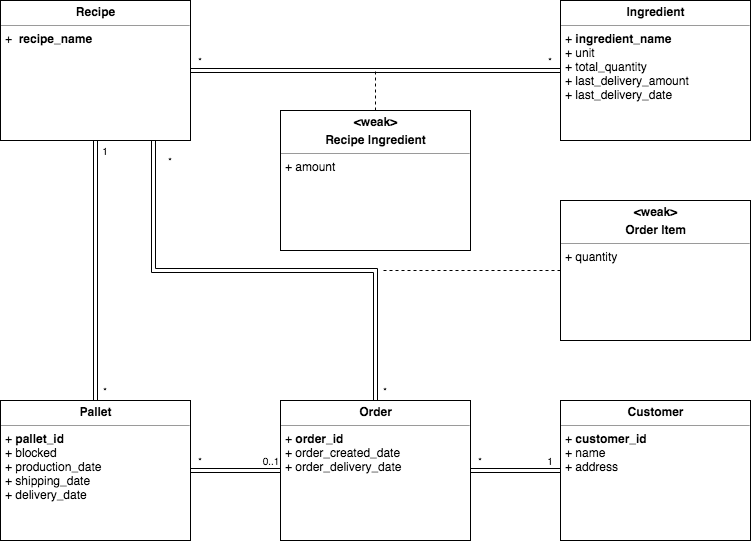 Recipe
+ recipe_name
Ingredient
+ ingredient_name
+ unit
+ total_quantity
+ last_delivery_amount
+ last_delivery_date
*
*
<weak>
Recipe Ingredient
+ amount
1
*
<weak>
Order Item
+ quantity
*
*
Pallet
+ pallet_id
+ blocked
+ production_date
+ shipping_date
+ delivery_date
*
0..1
Order
+ order_id
+ order_created_date
+ order_delivery_date
*
1
Customer
+ customer_id
+ name
+ address